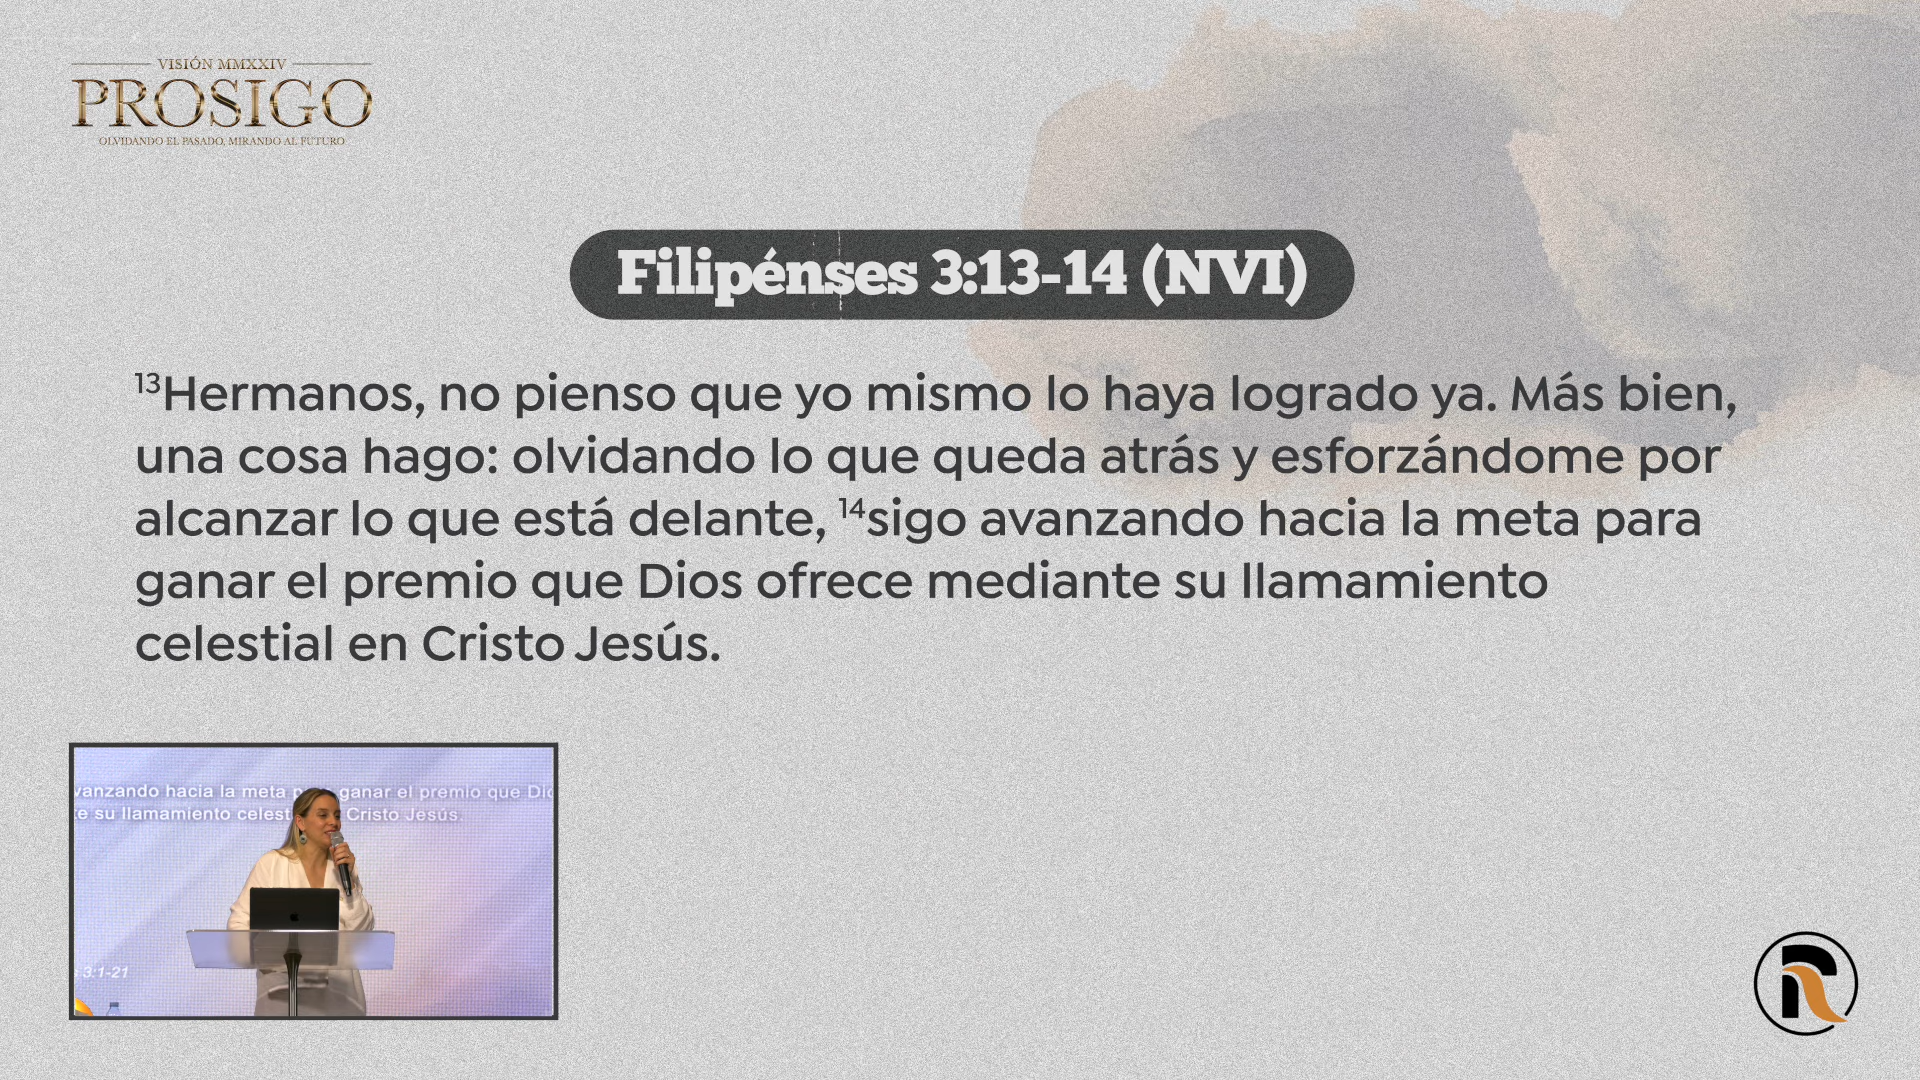 VISIÓN MMXXIV
PROSIGO
OLVIDANDO EL PASADO, MIRANDO AL FUTURO
Filipénses 3:13-14 (NVI)
13Hermanos, no pienso que yo mismo lo haya logrado ya. Más bien,
una cosa hago: olvidando lo que queda atrás y esforzándome por
alcanzar lo que está delante, 14sigo avanzando hacia la meta para
ganar el premio que Dios ofrece mediante su llamamiento
celestial en Cristo Jesús.
vanzando hacia la meta ganar el premio que
su llamamiento Cristo Jesús.
3:1-21